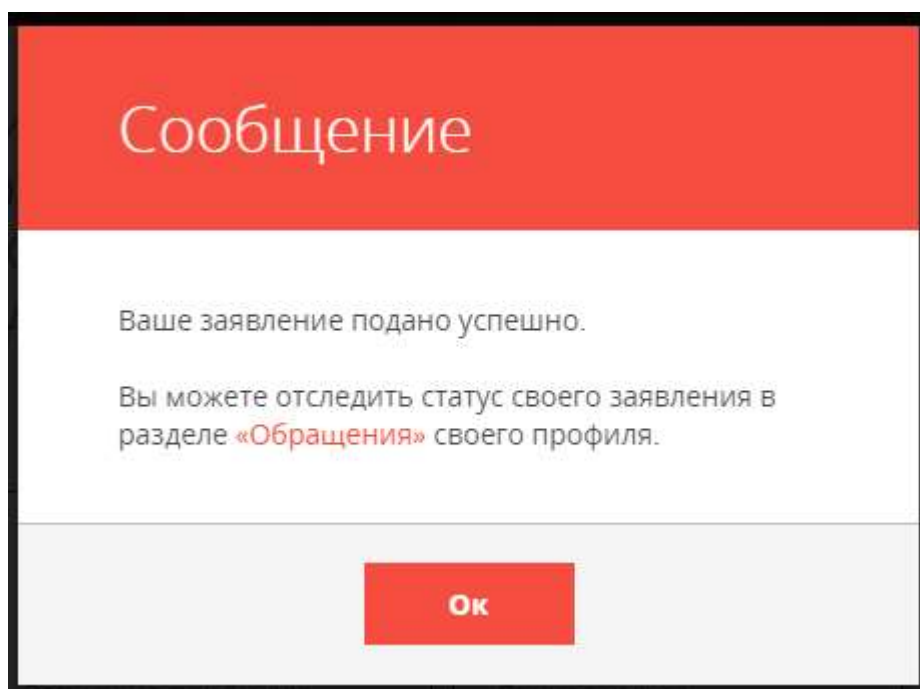 Сообщение
Ваше заявление подано успешно.
Вы можете отследить статус своего заявления в
разделе «Обращения» своего профиля.
Ок